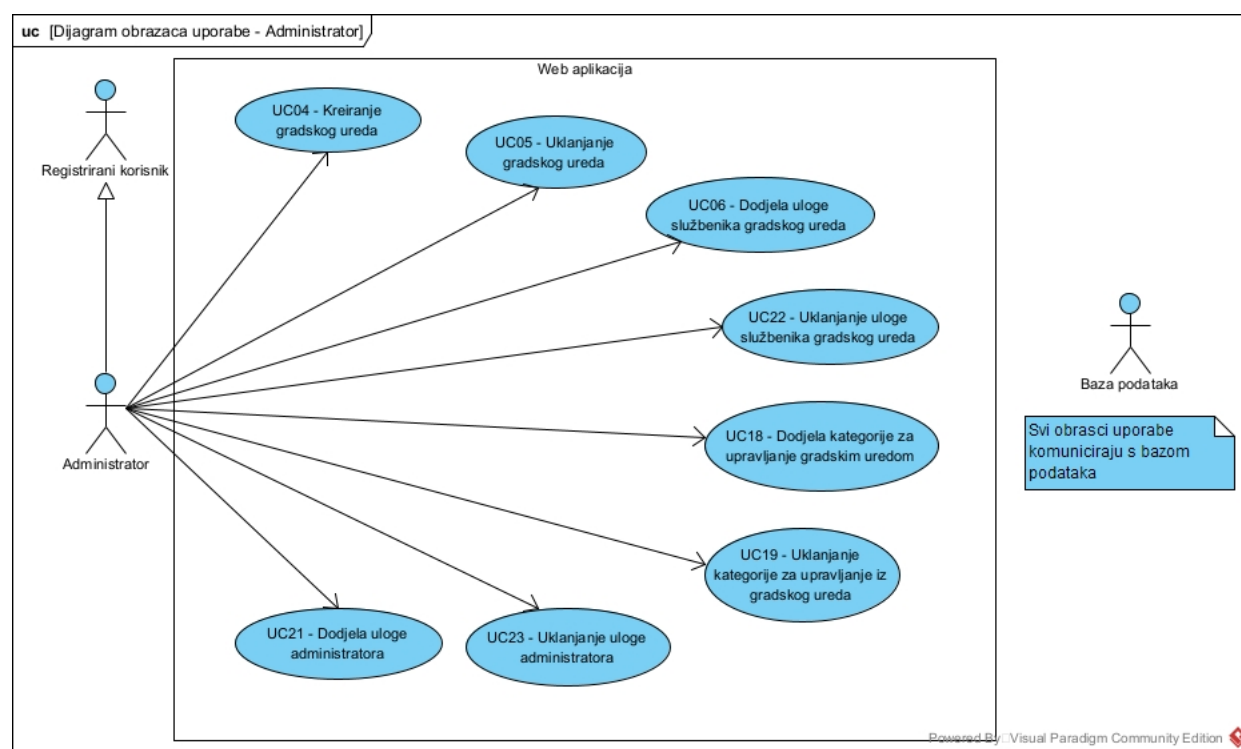 uc [Dijagram obrazaca uporabe - Administrator]
Web aplikacija
Registrirani korisnik
UC04 - Kreiranje
gradskog ureda
UC05 - Uklanjanje
gradskog ureda
UC06 - Dodjela uloge
službenika gradskog ureda
UC22 - Uklanjanje uloge
službenika gradskog ureda
Baza podataka
Svi obrasci uporabe
komuniciraju s bazom
podataka
Administrator
UC18 - Dodjela kategorije za
upravljanje gradskim uredom
UC19 - Uklanjanje
kategorije za upravljanje iz
gradskog ureda
UC21 - Dodjela uloge
administratora
UC23 - Uklanjanje uloge
administratora
Powered By Visual Paradigm Community Edition